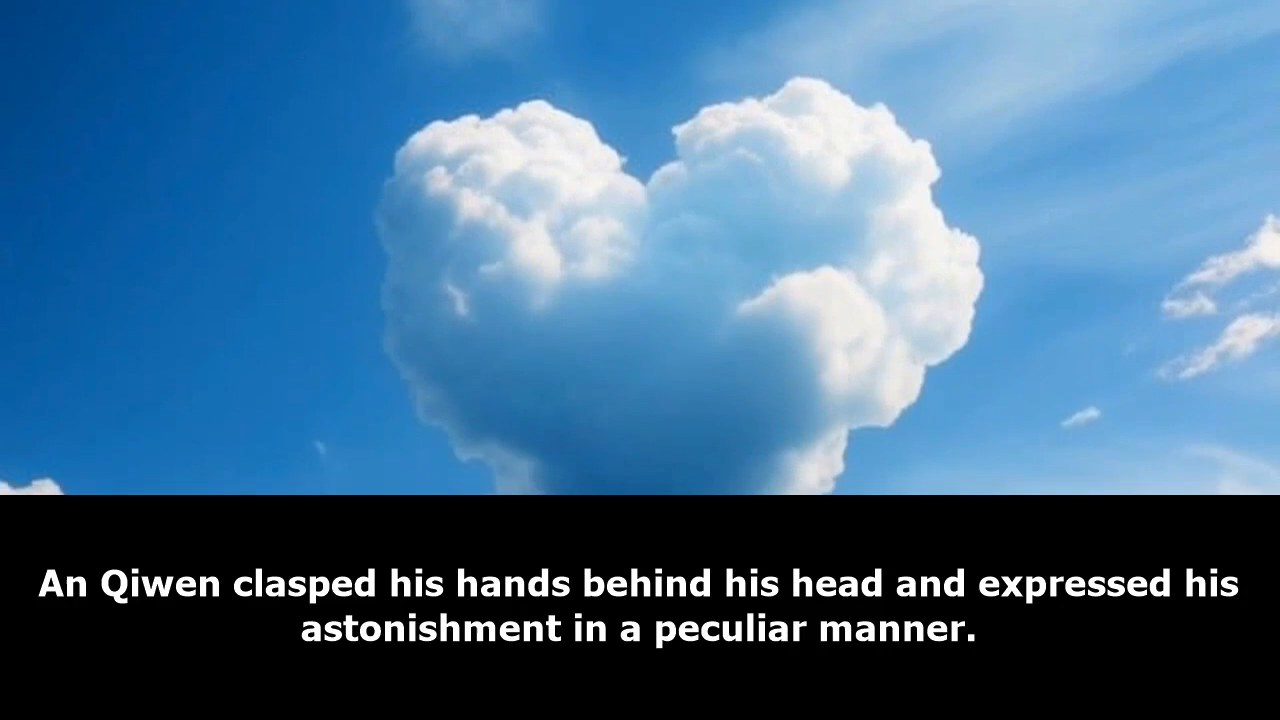 An Qiwen clasped his hands behind his head and expressed his
astonishment in a peculiar manner.